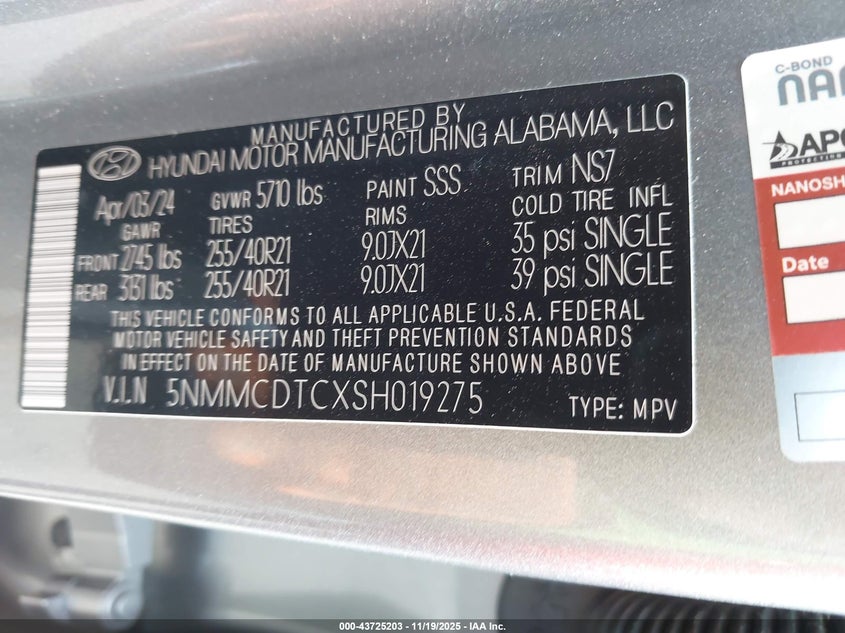 MANUFACTURED BY
HYUNDAI MOTOR MANUFACTURING ALABAMA, LLC
Apr/03/24 GVWR 5710 lbs PAINT SSS TRIM NS7
GAWR TIRES RIMS COLD TIRE INFL
FRONT 2745 lbs 255/40R21 9.0JX21 35 psi SINGLE
REAR 3131 lbs 255/40R21 9.0JX21 39 psi SINGLE
THIS VEHICLE CONFORMS TO ALL APPLICABLE U.S.A. FEDERAL
MOTOR VEHICLE SAFETY AND THEFT PREVENTION STANDARDS
IN EFFECT ON THE DATE OF MANUFACTURE SHOWN ABOVE
V.I.N 5NMMCDTCXSH019275 TYPE: MPV
C-BOND
NAN
APC
PROTECTION
NANOSH
Date
000-43725203 | 11/19/2025 | IAA Inc.